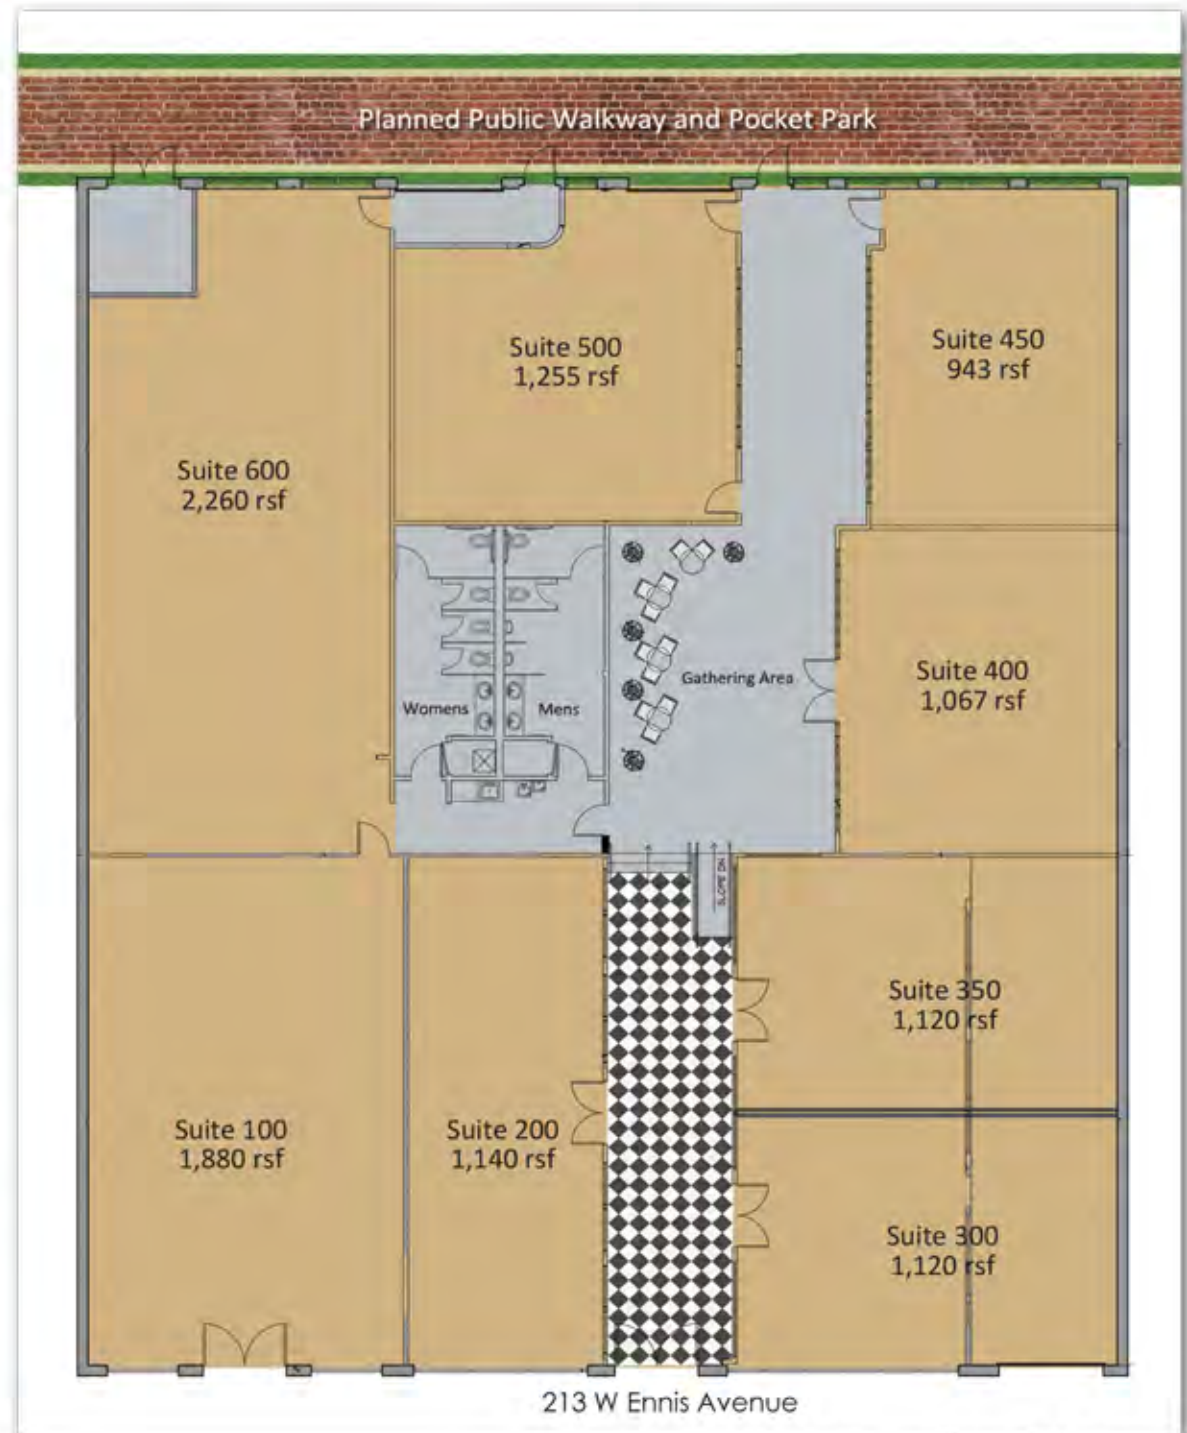 Planned Public Walkway and Pocket Park
Suite 500
1,255 rsf
Suite 450
943 rsf
Suite 600
2,260 rsf
Suite 400
1,067 rsf
Gathering Area
Womens
Mens
SLOPE DN
Suite 350
1,120 rsf
Suite 100
1,880 rsf
Suite 200
1,140 rsf
Suite 300
1,120 rsf
213 W Ennis Avenue